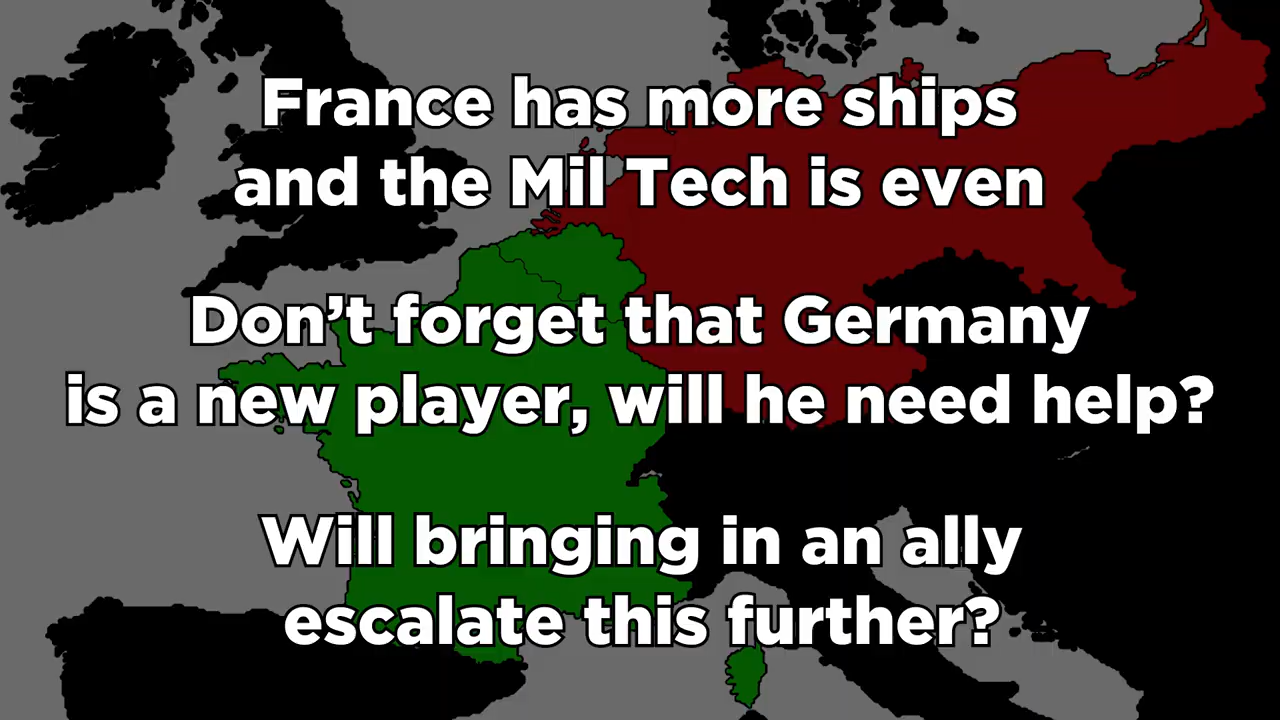 France has more ships
and the Mil Tech is even
Don’t forget that Germany
is a new player, will he need help?
Will bringing in an ally
escalate this further?